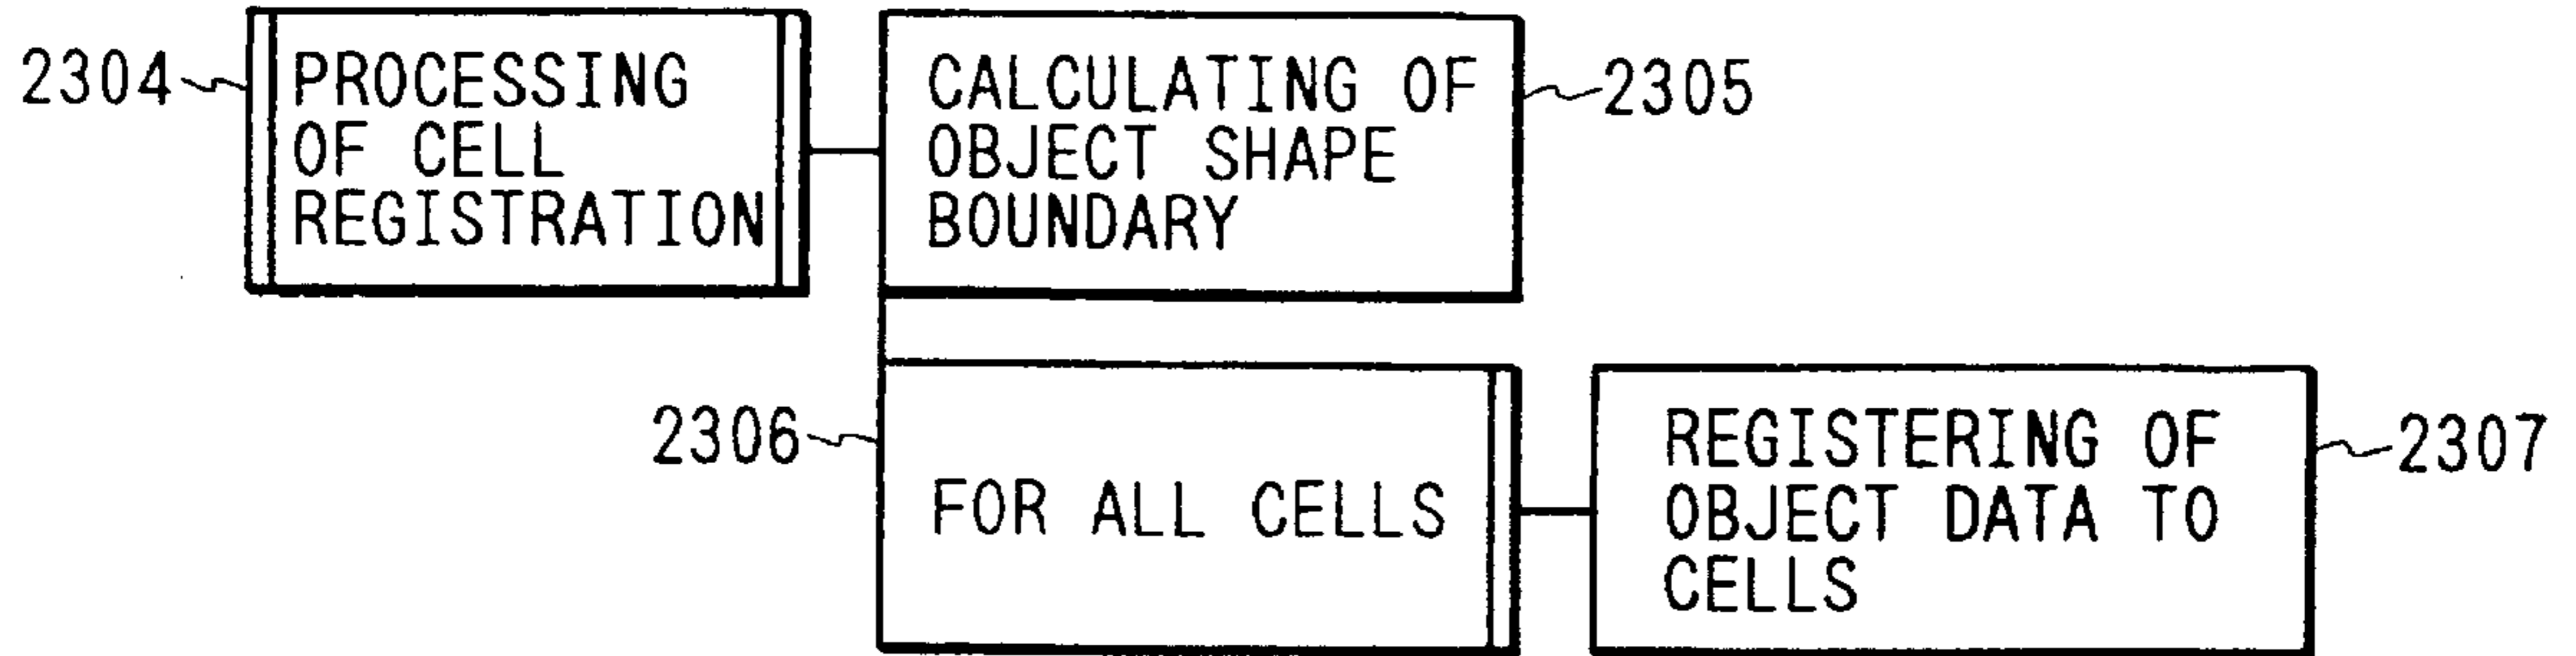 2304
PROCESSING
OF CELL
REGISTRATION
CALCULATING OF
OBJECT SHAPE
BOUNDARY
2305
2306
FOR ALL CELLS
REGISTERING OF
OBJECT DATA TO
CELLS
2307